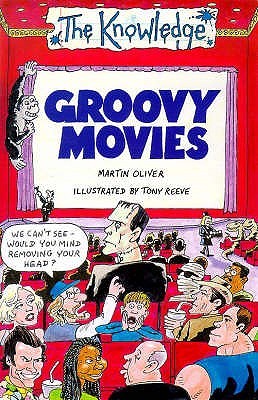 The Knowledge
GROOVY
MOVIES
MARTIN OLIVER
ILLUSTRATED BY TONY REEVE
WE CAN'T SEE -
WOULD YOU MIND
REMOVING YOUR
HEAD?